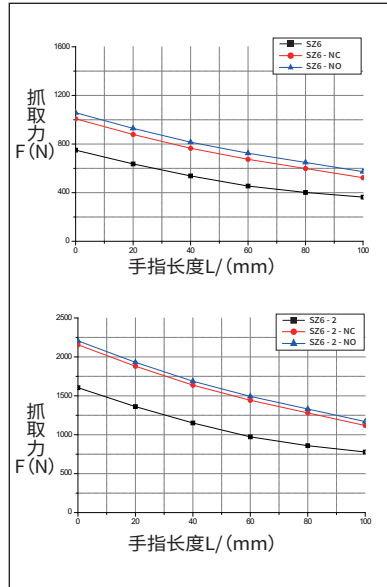 1600
1200
800
400
0
0 20 40 60 80 100
SZ6
SZ6 - NC
SZ6 - NO
抓取力
F(N)
手指长度L/(mm)
2500
2000
1500
1000
500
0
0 20 40 60 80 100
SZ6 - 2
SZ6 - 2 - NC
SZ6 - 2 - NO
抓取力
F(N)
手指长度L/(mm)